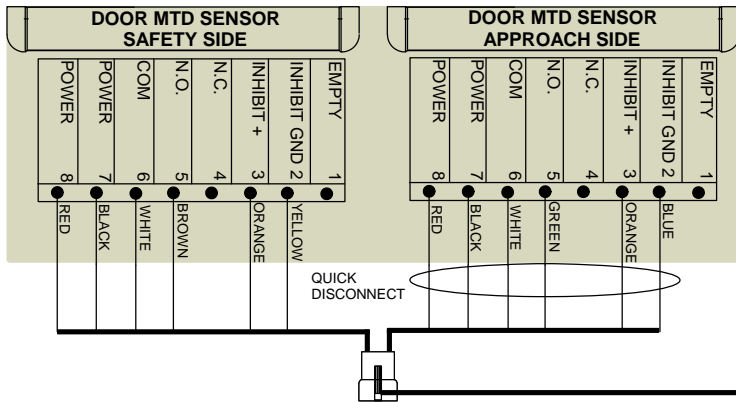 DOOR MTD SENSOR
SAFETY SIDE
POWER 8
POWER 7
COM 6
N.O. 5
N.C. 4
INHIBIT + 3
INHIBIT GND 2
EMPTY 1
RED
BLACK
WHITE
BROWN
ORANGE
YELLOW
DOOR MTD SENSOR
APPROACH SIDE
POWER 8
POWER 7
COM 6
N.O. 5
N.C. 4
INHIBIT + 3
INHIBIT GND 2
EMPTY 1
RED
BLACK
WHITE
GREEN
ORANGE
BLUE
QUICK
DISCONNECT